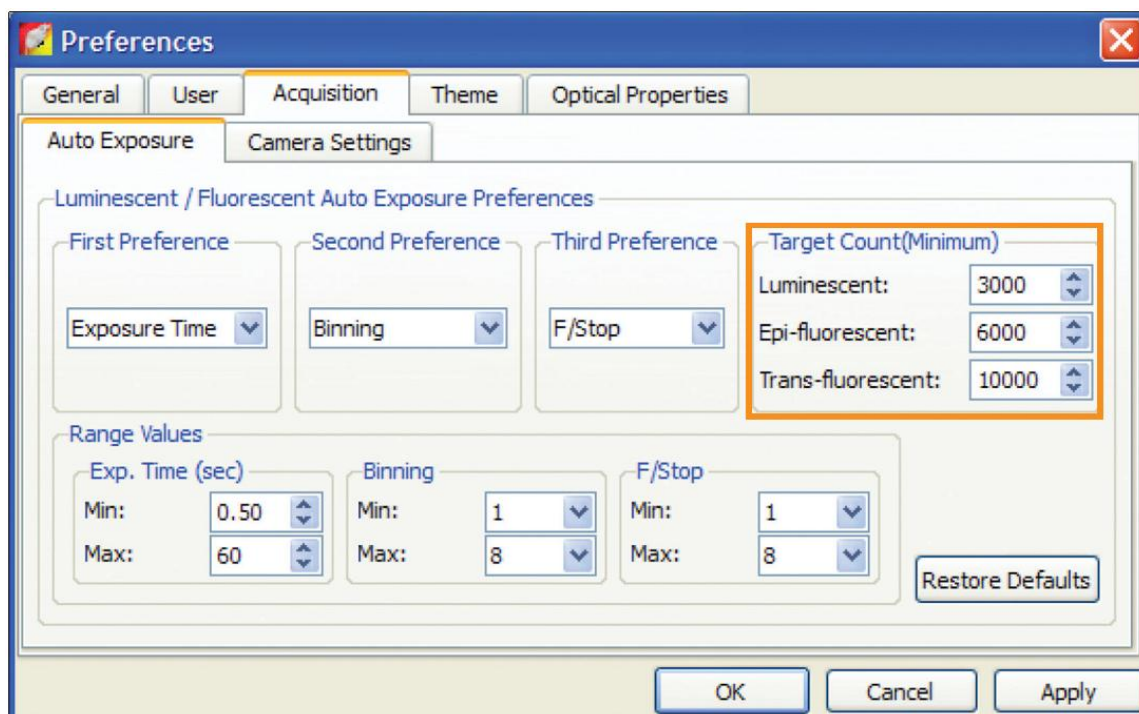 Preferences
General User Acquisition Theme Optical Properties
Auto Exposure Camera Settings
Luminescent / Fluorescent Auto Exposure Preferences
First Preference Second Preference Third Preference Target Count(Minimum)
Luminescent: 3000
Exposure Time Binning F/Stop Epi-fluorescent: 6000
Trans-fluorescent: 10000
Range Values
Exp. Time (sec) Binning F/Stop
Min: 0.50 Min: 1 Min: 1
Max: 60 Max: 8 Max: 8
Restore Defaults
OK Cancel Apply